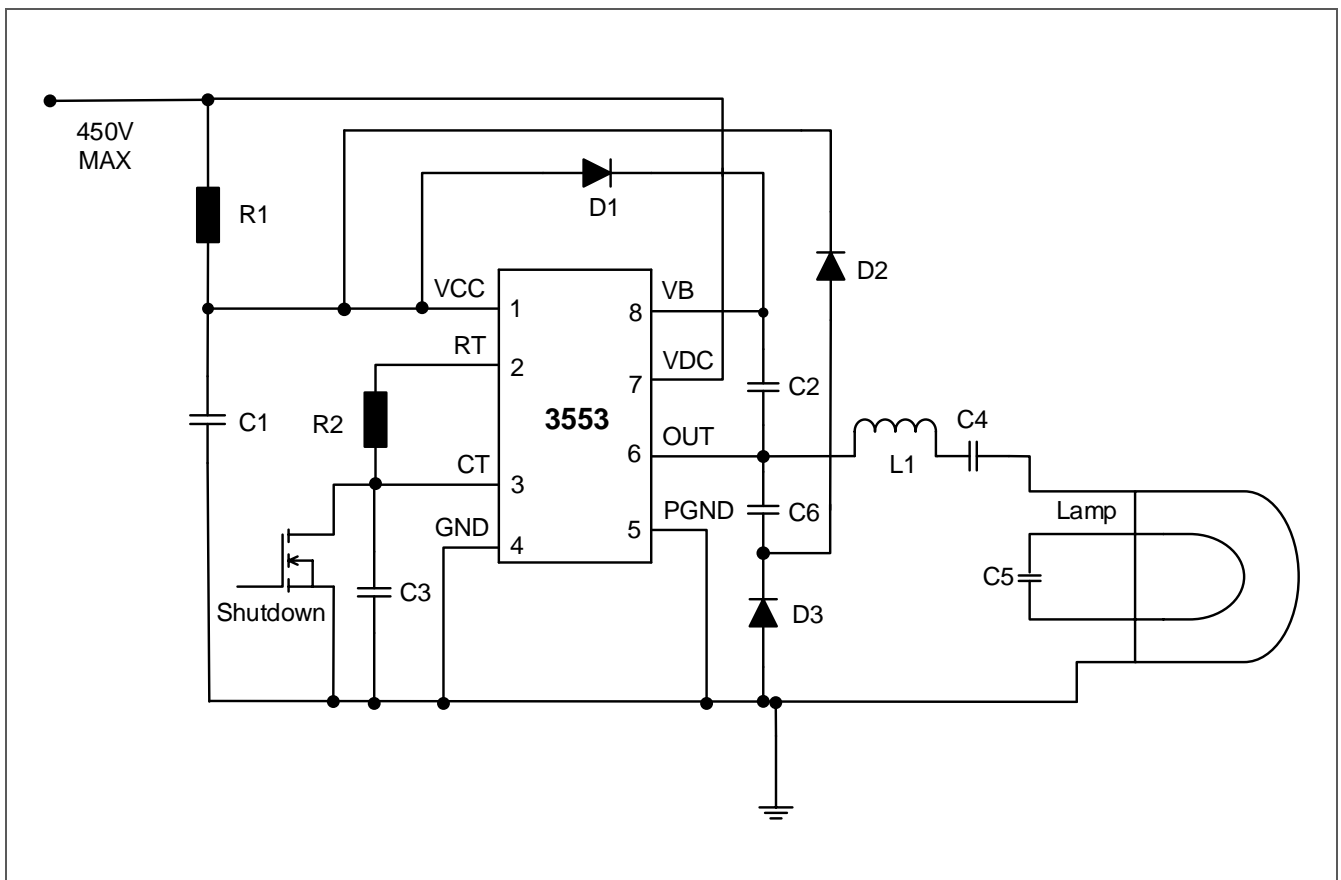 450V
MAX
R1
D1
D2
VCC
1
VB
8
RT
2
VDC
7
3553
C2
C1
R2
OUT
6
C4
L1
CT
3
PGND
5
C6
Lamp
GND
4
C5
C3
Shutdown
D3